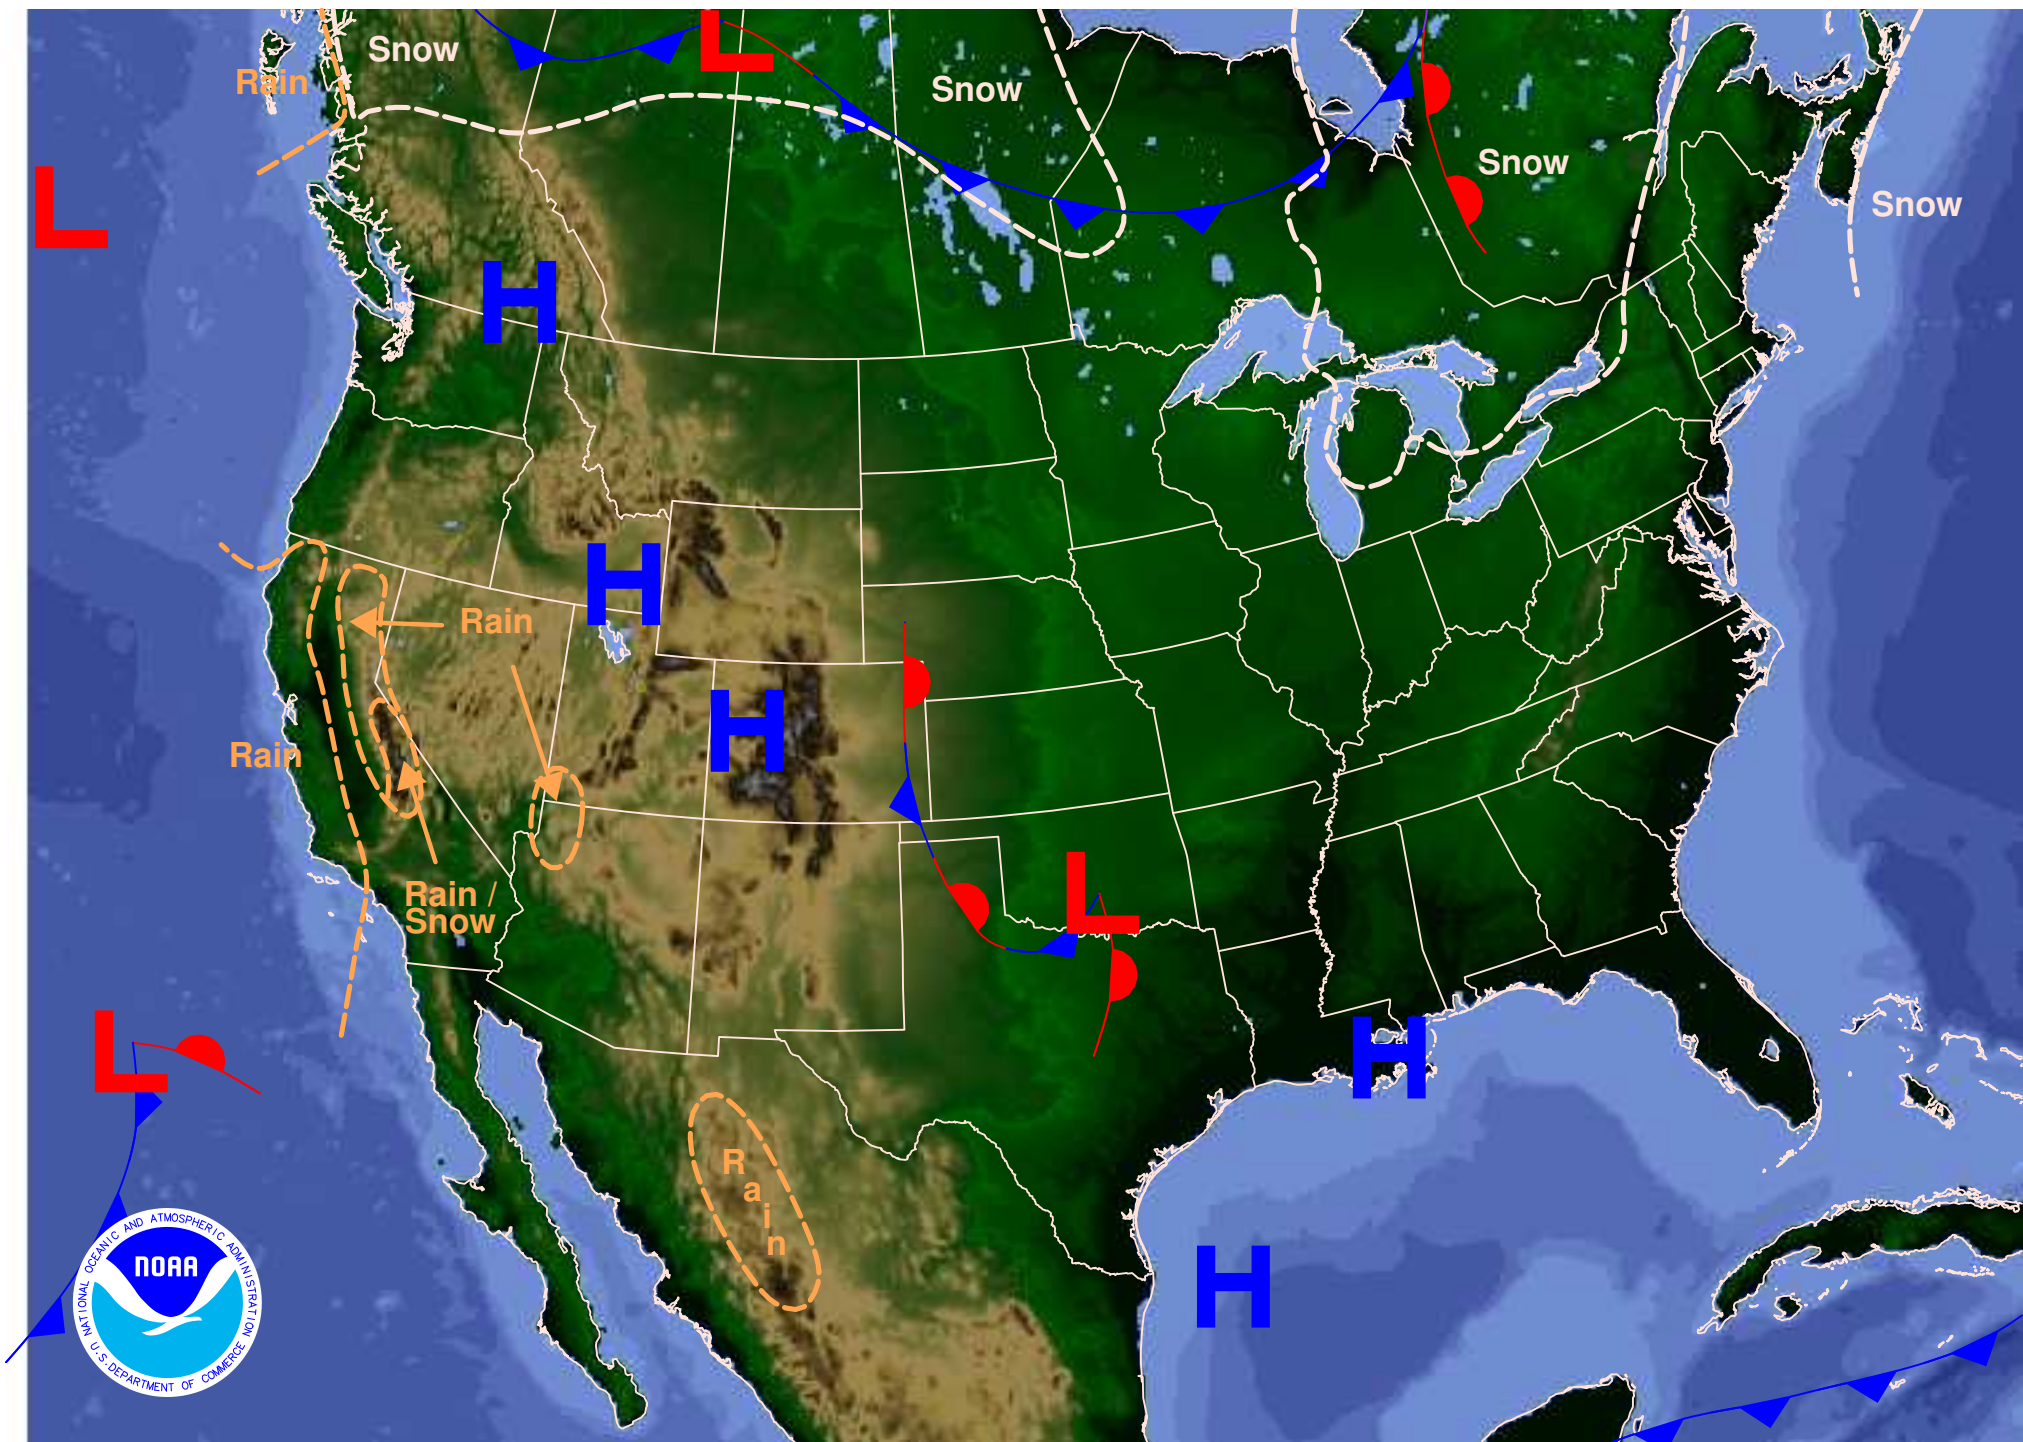 L
Snow
Rain
Snow
Snow
Snow
L
H
H
Rain
H
Rain
Rain /
Snow
L
L
H
R
a
i
n
H
NATIONAL OCEANIC AND ATMOSPHERIC ADMINISTRATION
NOAA
U.S. DEPARTMENT OF COMMERCE